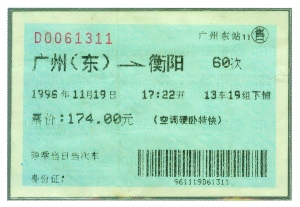 D0061311 广州东站11 售
广州(东)→衡阳 60次
1996年11月19日 17:22开 13车19组下铺
票价:174.00元 (空调硬卧特快)
限乘当日当次车
身份证:
961119D61311